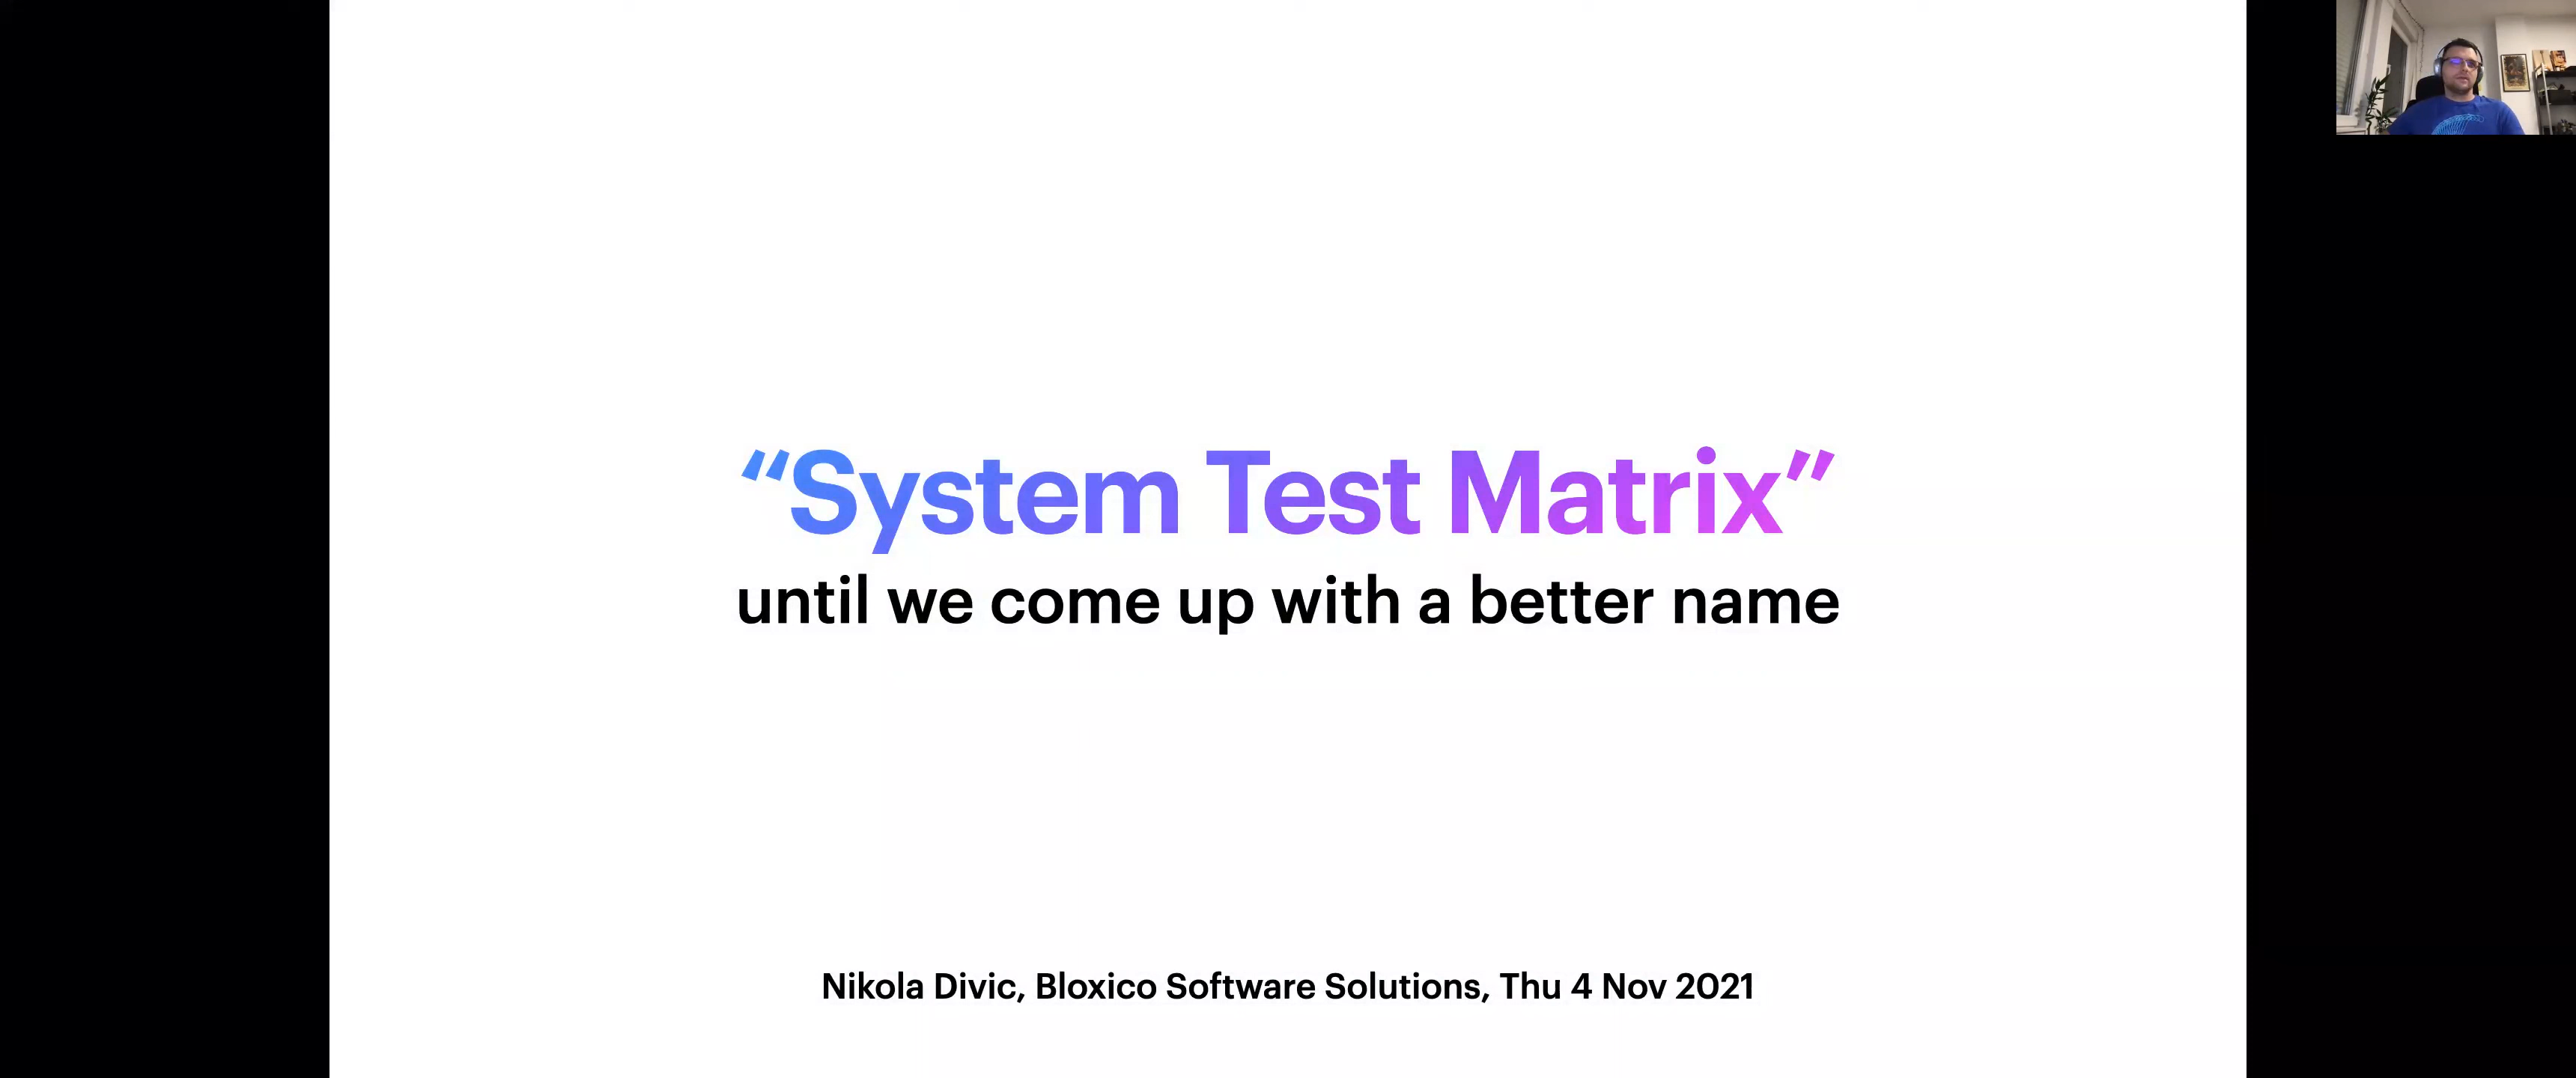 “System Test Matrix”
until we come up with a better name
Nikola Divic, Bloxico Software Solutions, Thu 4 Nov 2021